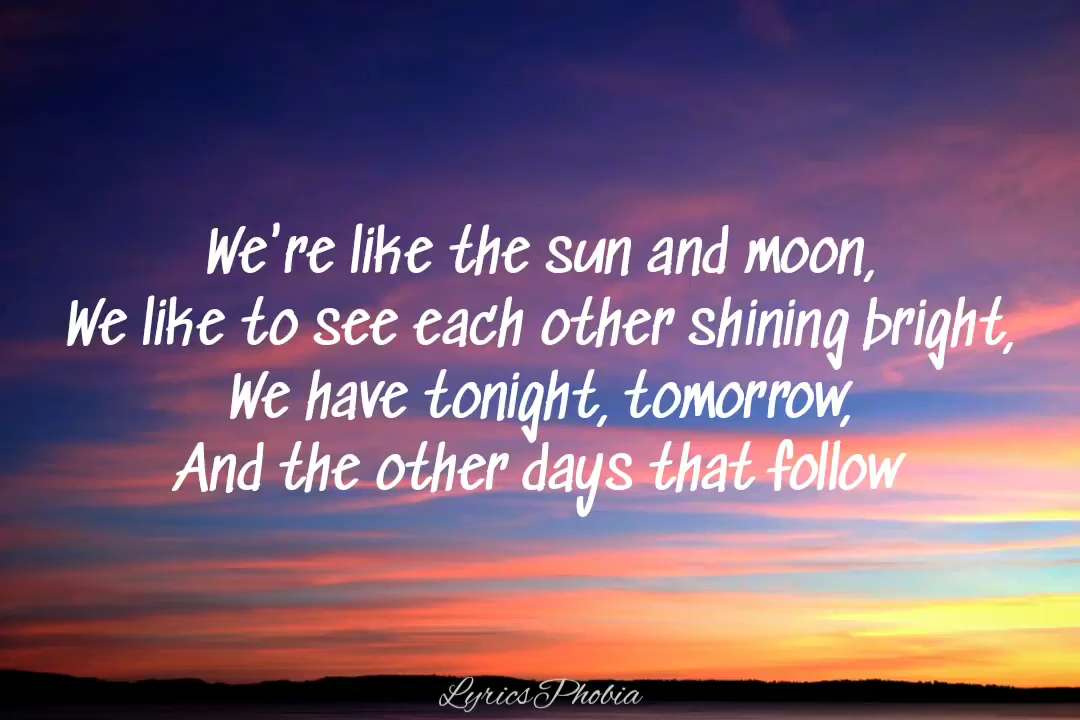 We're like the sun and moon,
We like to see each other shining bright,
We have tonight, tomorrow,
And the other days that follow
LyricsPhobia